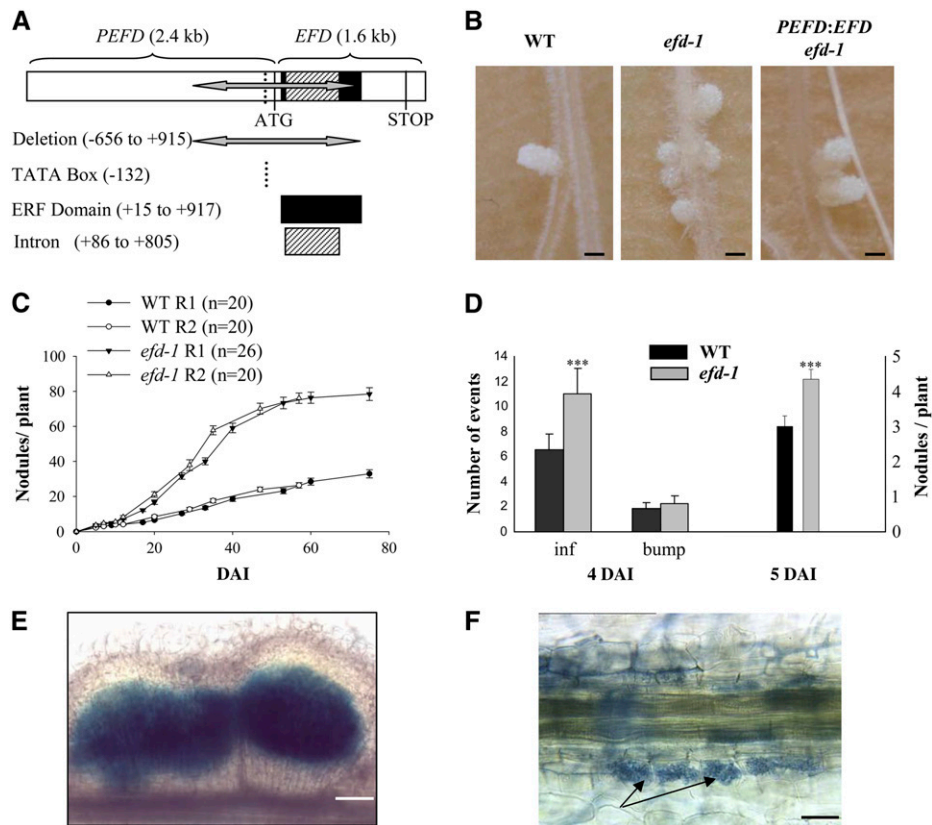 A
PEFD (2.4 kb)
EFD (1.6 kb)
ATG
STOP
Deletion (-656 to +915)
TATA Box (-132)
ERF Domain (+15 to +917)
Intron (+86 to +805)
B
WT
efd-1
PEFD:EFD
efd-1
C
WT R1 (n=20)
WT R2 (n=20)
efd-1 R1 (n=26)
efd-1 R2 (n=20)
Nodules/ plant
100
80
60
40
20
0
0
20
40
60
80
DAI
D
WT
efd-1
Number of events
14
12
10
8
6
4
2
0
***
***
5
4
3
2
1
0
Nodules / plant
inf
bump
4 DAI
5 DAI
E
F